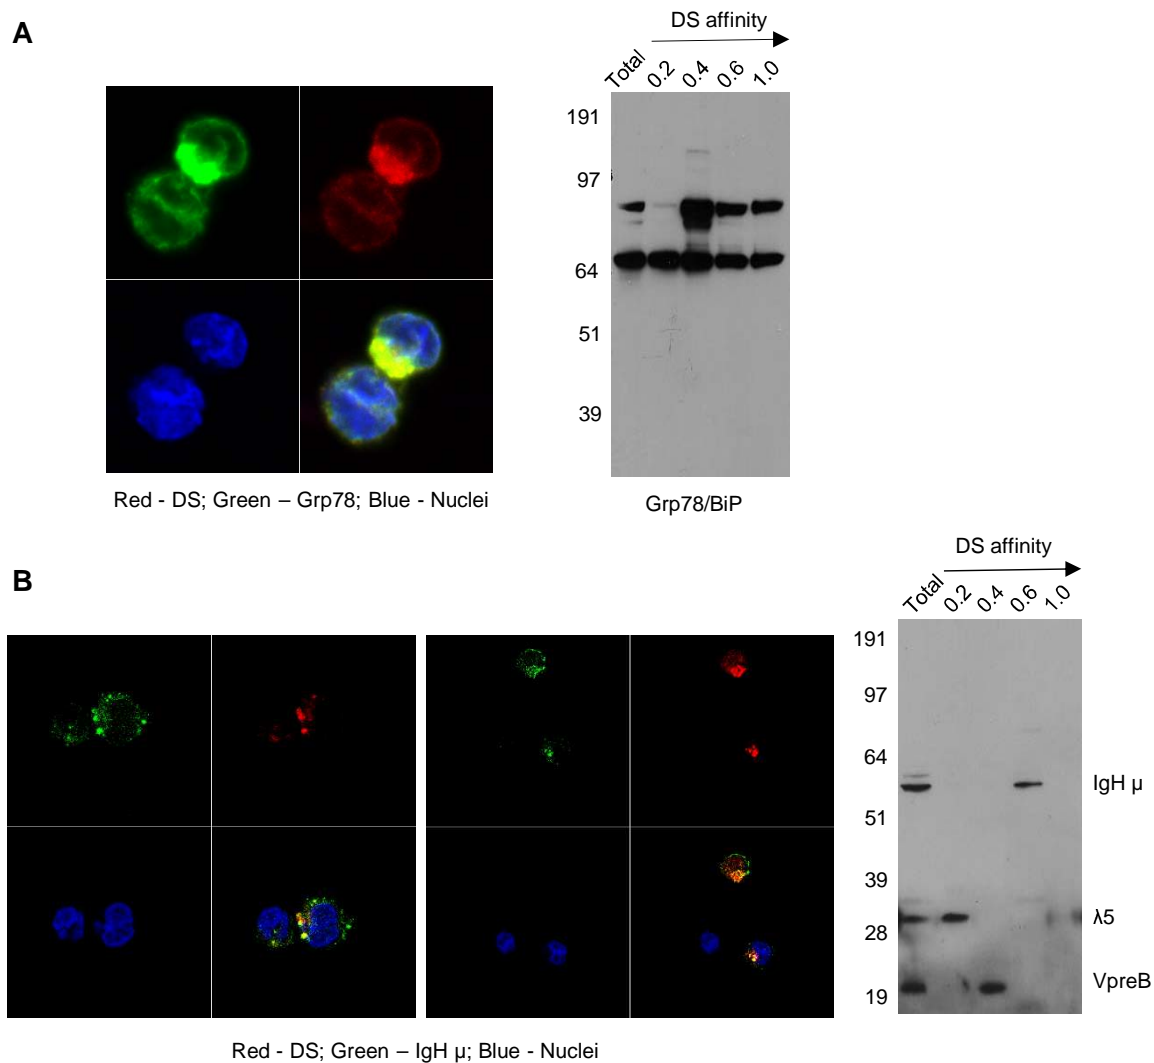 A
DS affinity
Total 0.2 0.4 0.6 1.0
191
97
64
51
39
Red - DS; Green – Grp78; Blue - Nuclei
Grp78/BiP
B
DS affinity
Total 0.2 0.4 0.6 1.0
191
97
64
IgH μ
51
39
λ5
28
VpreB
19
Red - DS; Green – IgH μ; Blue - Nuclei